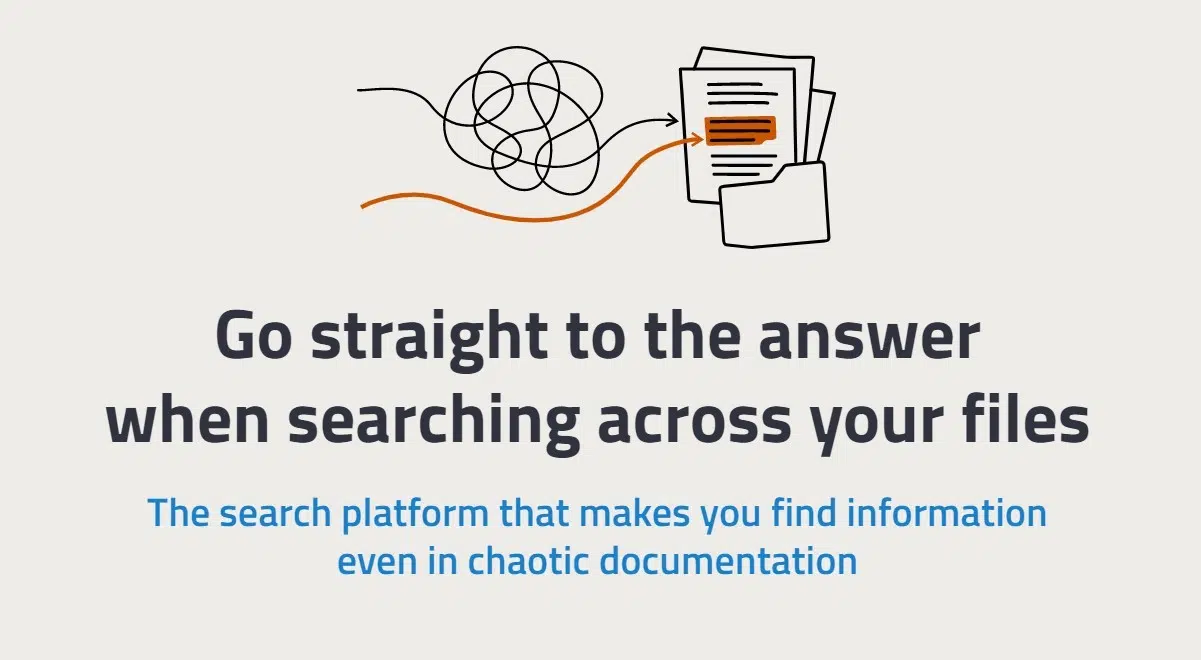 Go straight to the answer
when searching across your files
The search platform that makes you find information
even in chaotic documentation